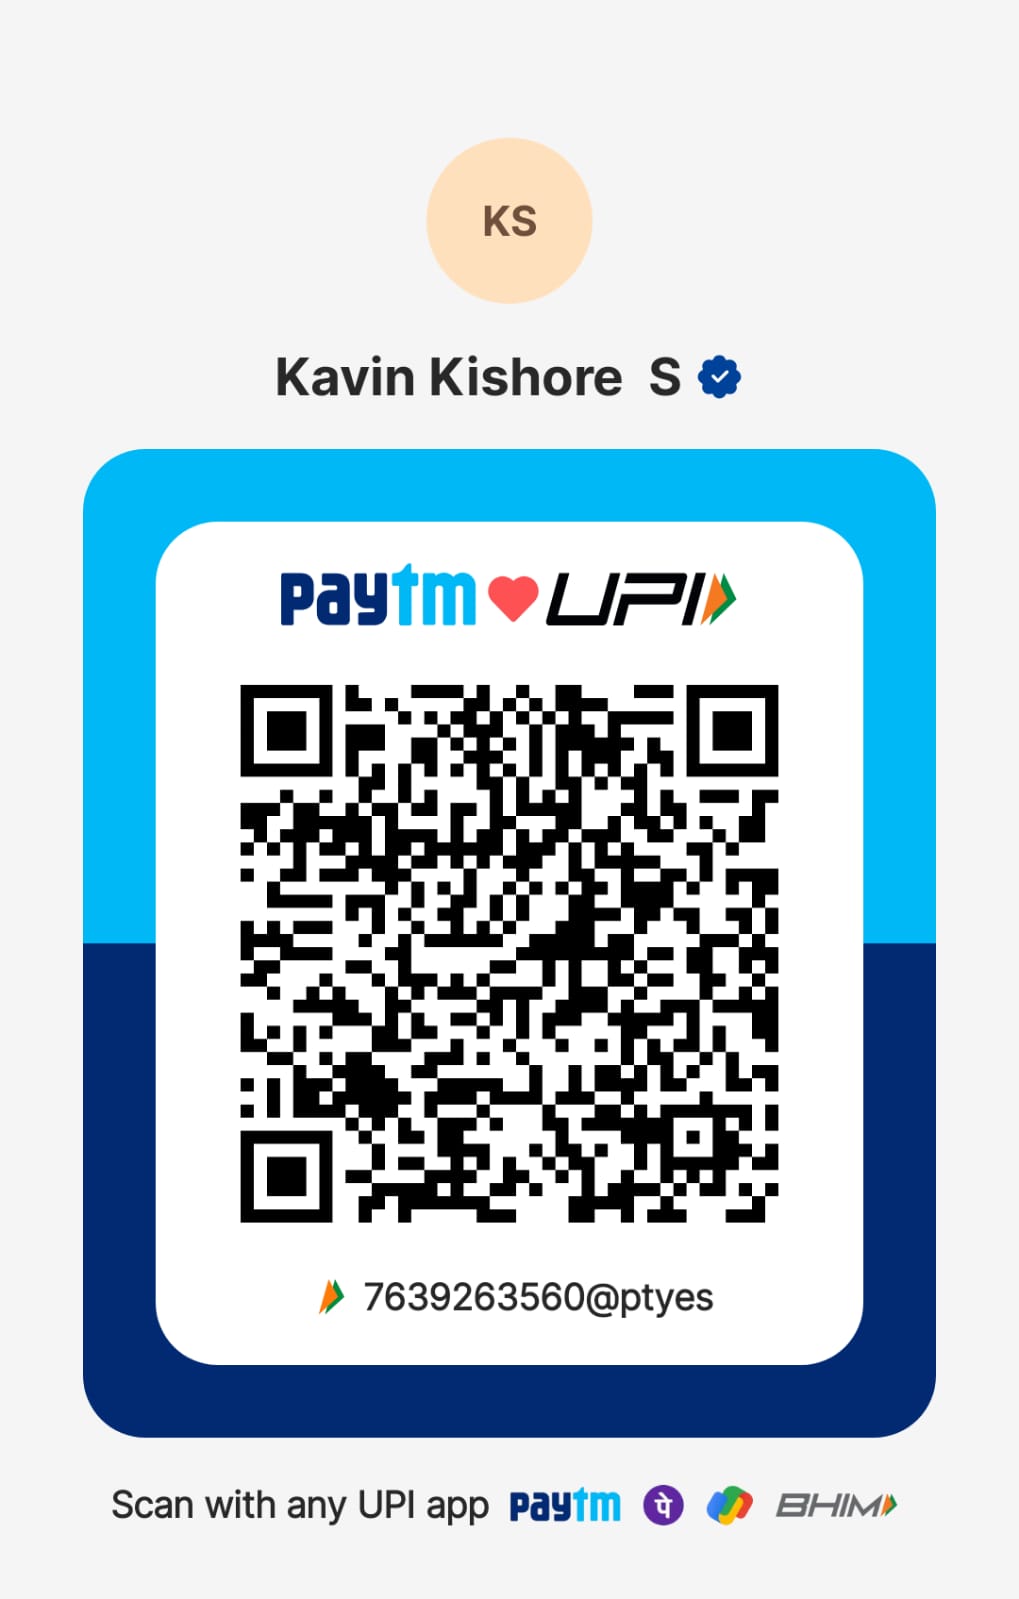 KS
Kavin Kishore S
paytm UPI
7639263560@ptyes
Scan with any UPI app paytm पे BHIM